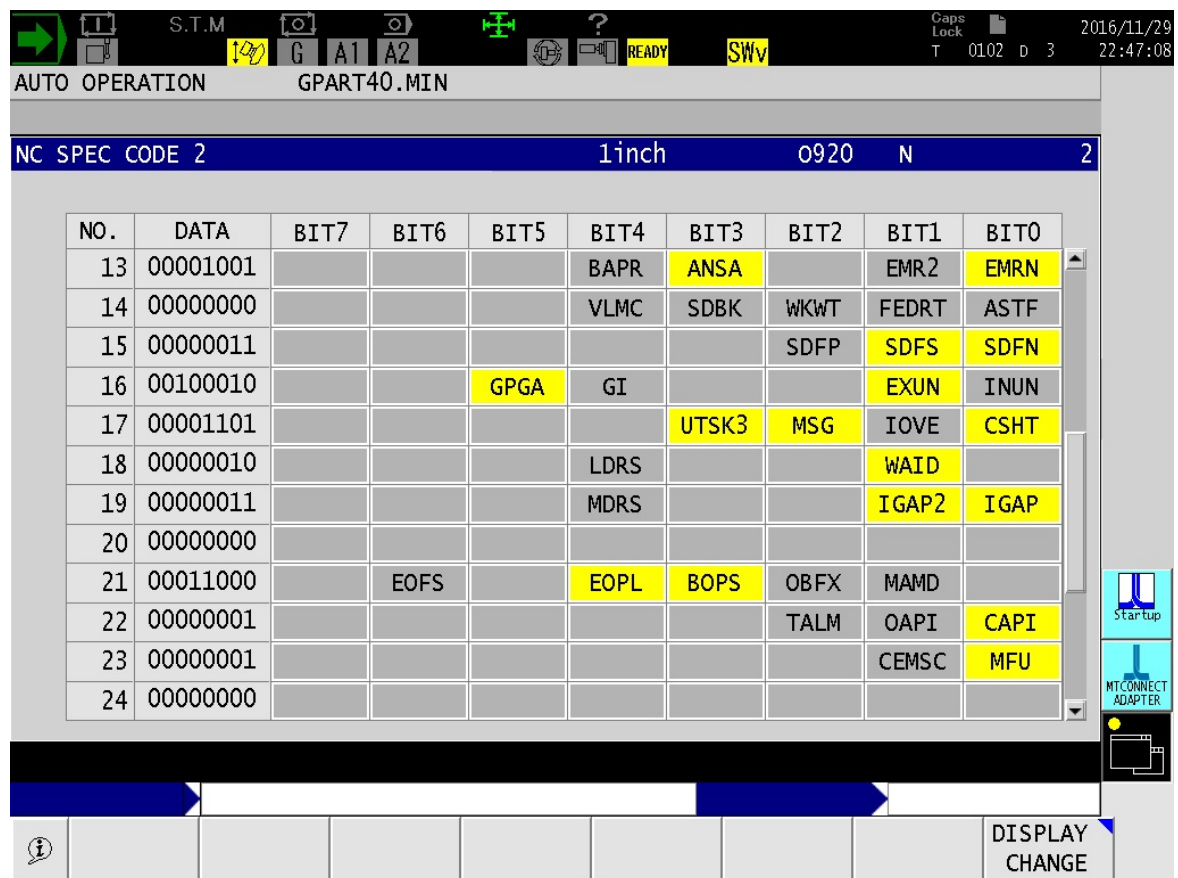 S.T.M ? Caps Lock 2016/11/29
G A1 A2 READY SWv T 0102 D 3 22:47:08
AUTO OPERATION GPART40.MIN
NC SPEC CODE 2 1inch O920 N 2
NO. DATA BIT7 BIT6 BIT5 BIT4 BIT3 BIT2 BIT1 BIT0
13 00001001 BAPR ANSA EMR2 EMRN
14 00000000 VLMC SDBK WKWT FEDRT ASTF
15 00000011 SDFP SDFS SDFN
16 00100010 GPGA GI EXUN INUN
17 00001101 UTSK3 MSG IOVE CSHT
18 00000010 LDRS WAID
19 00000011 MDRS IGAP2 IGAP
20 00000000
21 00011000 EOFS EOPL BOPS OBFX MAMD
22 00000001 TALM OAPI CAPI
23 00000001 CEMSC MFU
24 00000000
Startup
MTCONNECT
ADAPTER
DISPLAY
CHANGE